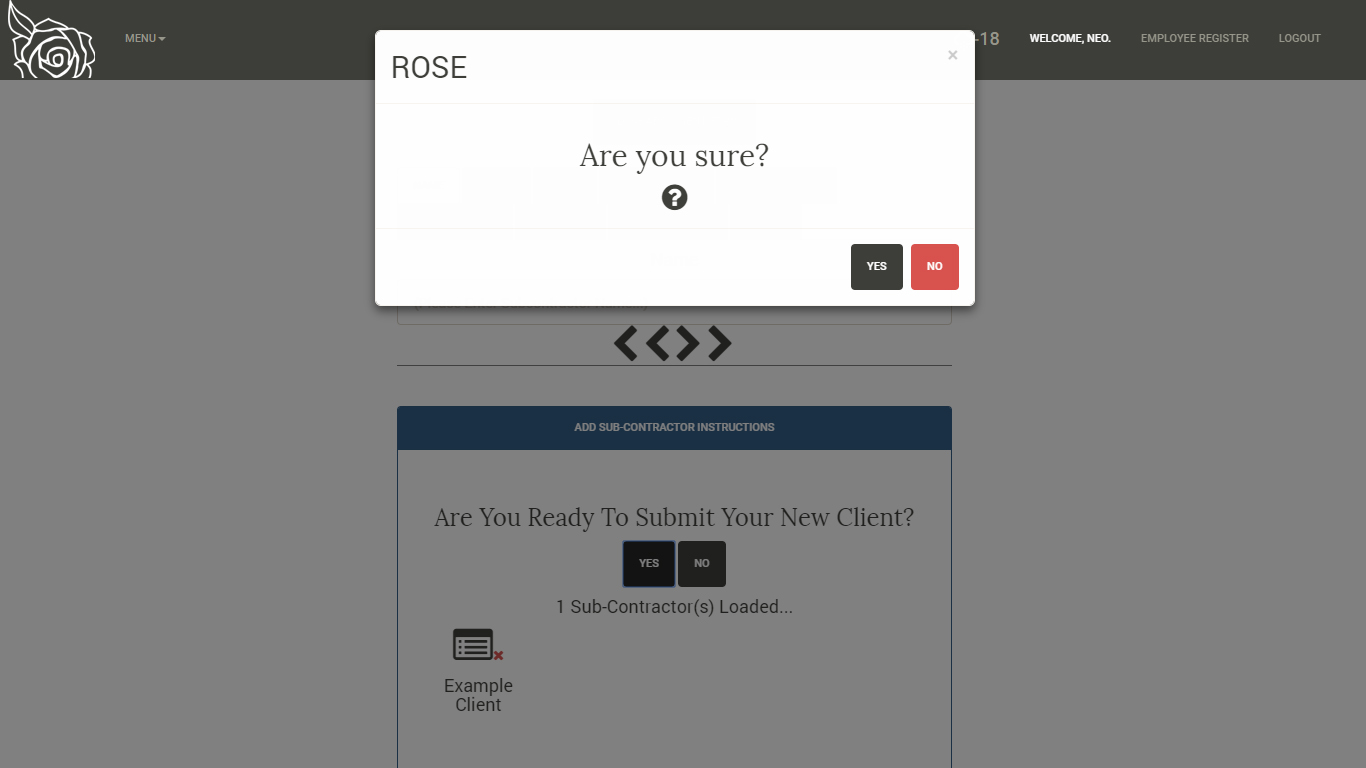 MENU
-18
WELCOME, NEO.
EMPLOYEE REGISTER
LOGOUT
ROSE
×
Are you sure?
?
YES
NO
ADD SUB-CONTRACTOR INSTRUCTIONS
Are You Ready To Submit Your New Client?
YES
NO
1 Sub-Contractor(s) Loaded...
Example
Client